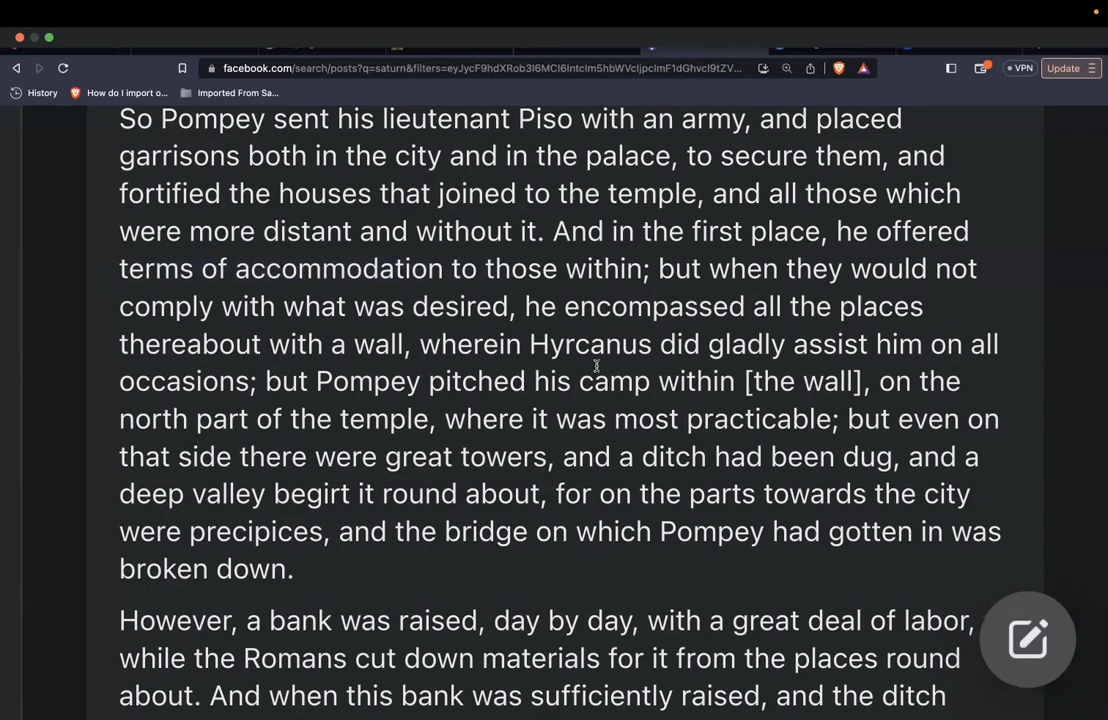 facebook.com/search/posts?q=saturn&filters=eyJycF9hdXRob3I6MCI6Intclm5hbWVcIjpcImF1dGhvcl9tZV...
VPN
Update
History
How do I import o...
Imported From Sa...
So Pompey sent his lieutenant Piso with an army, and placed
garrisons both in the city and in the palace, to secure them, and
fortified the houses that joined to the temple, and all those which
were more distant and without it. And in the first place, he offered
terms of accommodation to those within; but when they would not
comply with what was desired, he encompassed all the places
thereabout with a wall, wherein Hyrcanus did gladly assist him on all
occasions; but Pompey pitched his camp within [the wall], on the
north part of the temple, where it was most practicable; but even on
that side there were great towers, and a ditch had been dug, and a
deep valley begirt it round about, for on the parts towards the city
were precipices, and the bridge on which Pompey had gotten in was
broken down.
However, a bank was raised, day by day, with a great deal of labor,
while the Romans cut down materials for it from the places round
about. And when this bank was sufficiently raised, and the ditch